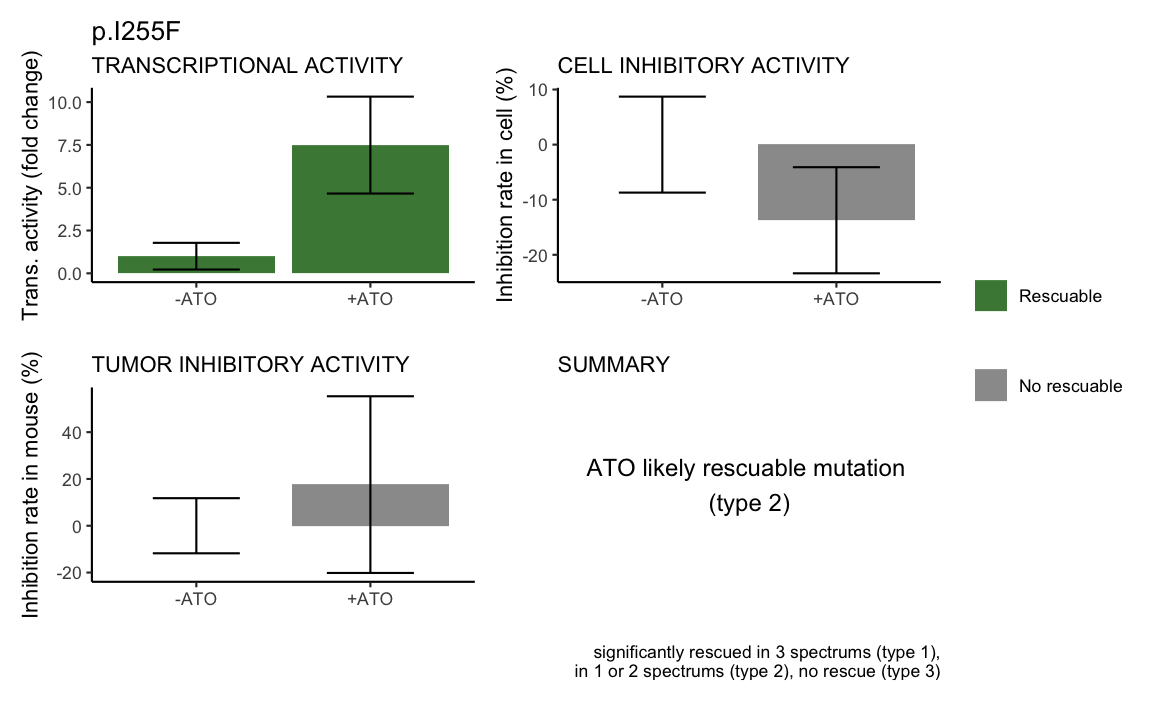 p.I255F
TRANSCRIPTIONAL ACTIVITY
Trans. activity (fold change)
10.0
7.5
5.0
2.5
0.0
-ATO
+ATO
CELL INHIBITORY ACTIVITY
Inhibition rate in cell (%)
10
0
-10
-20
-ATO
+ATO
Rescuable
No rescuable
TUMOR INHIBITORY ACTIVITY
Inhibition rate in mouse (%)
40
20
0
-20
-ATO
+ATO
SUMMARY
ATO likely rescuable mutation
(type 2)
significantly rescued in 3 spectrums (type 1),
in 1 or 2 spectrums (type 2), no rescue (type 3)